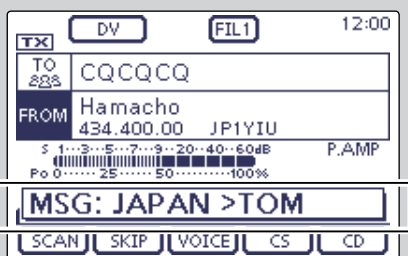 DV FIL1 12:00
TX
TO CQCQCQ
FROM Hamacho
434.400.00 JP1YIU
S 1··3··5··7··9··20··40··60dB P.AMP
Po 0······25······50·········100%
MSG: JAPAN >TOM
SCAN SKIP VOICE CS CD